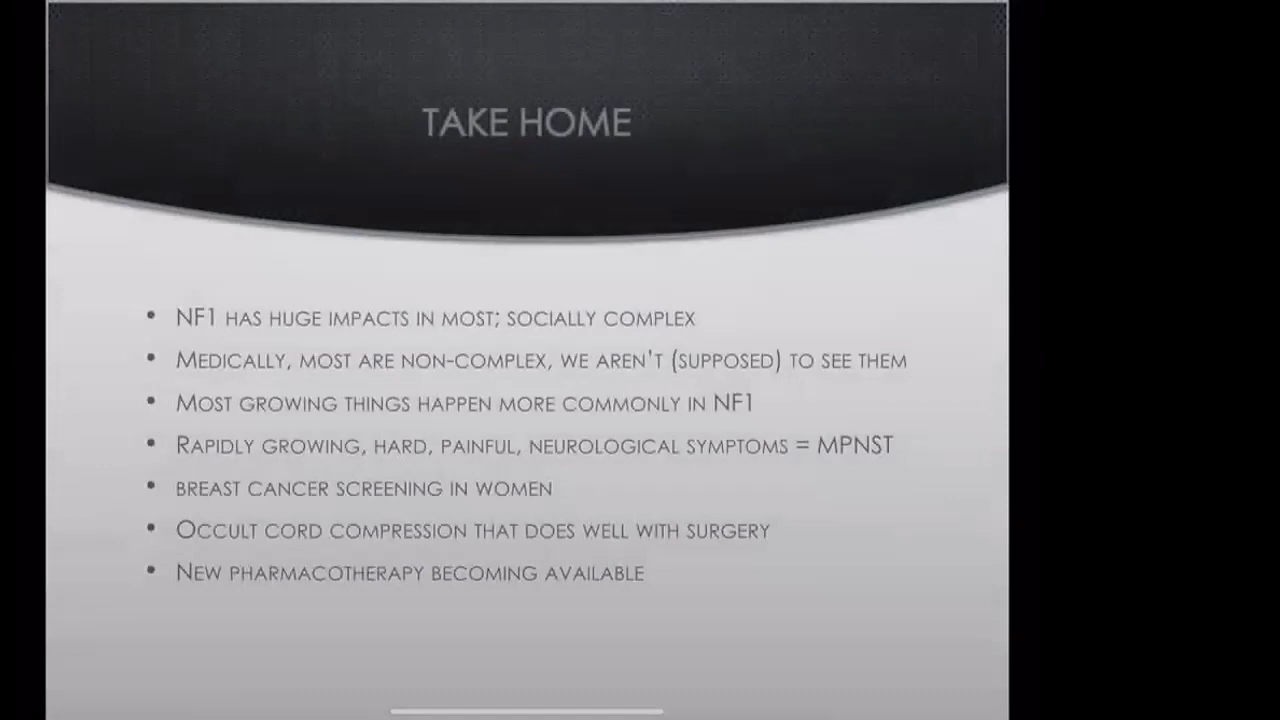 TAKE HOME
• NF1 HAS HUGE IMPACTS IN MOST; SOCIALLY COMPLEX
• MEDICALLY, MOST ARE NON-COMPLEX, WE AREN'T (SUPPOSED) TO SEE THEM
• MOST GROWING THINGS HAPPEN MORE COMMONLY IN NF1
• RAPIDLY GROWING, HARD, PAINFUL, NEUROLOGICAL SYMPTOMS = MPNST
• BREAST CANCER SCREENING IN WOMEN
• OCCULT CORD COMPRESSION THAT DOES WELL WITH SURGERY
• NEW PHARMACOTHERAPY BECOMING AVAILABLE